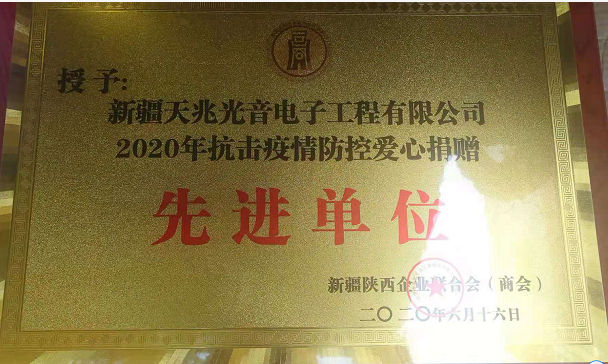 授予:
新疆天兆光音电子工程有限公司
2020年抗击疫情防控爱心捐赠
先进单位
新疆陕西企业联合会（商会）
二〇二〇年六月十六日